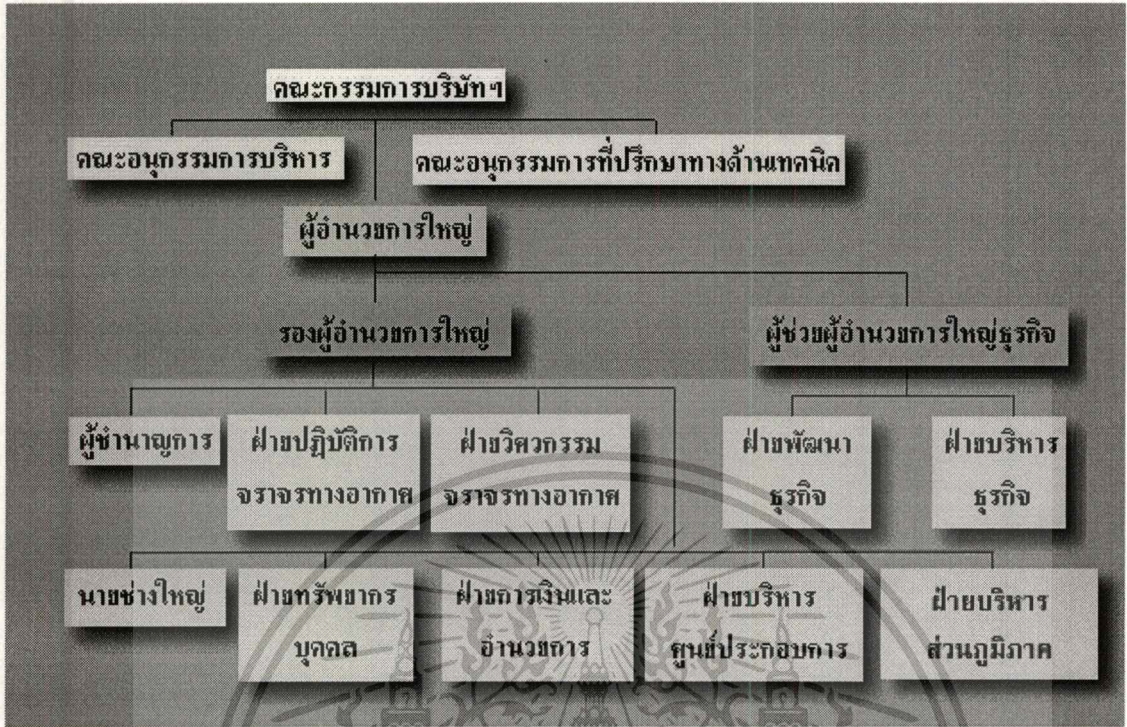 คณะกรรมการบริษัทฯ
คณะอนุกรรมการบริหาร
คณะอนุกรรมการที่ปรึกษาทางด้านเทคนิค
ผู้อำนวยการใหญ่
รองผู้อำนวยการใหญ่
ผู้ช่วยผู้อำนวยการใหญ่ธุรกิจ
ผู้ชำนาญการ
ฝ่ายปฏิบัติการ
จราจรทางอากาศ
ฝ่ายวิศวกรรม
จราจรทางอากาศ
ฝ่ายพัฒนา
ธุรกิจ
ฝ่ายบริหาร
ธุรกิจ
นายช่างใหญ่
ฝ่ายทรัพยากร
บุคคล
ฝ่ายการเงินและ
อำนวยการ
ฝ่ายบริหาร
ศูนย์ประกอบการ
ฝ่ายบริหาร
ส่วนภูมิภาค